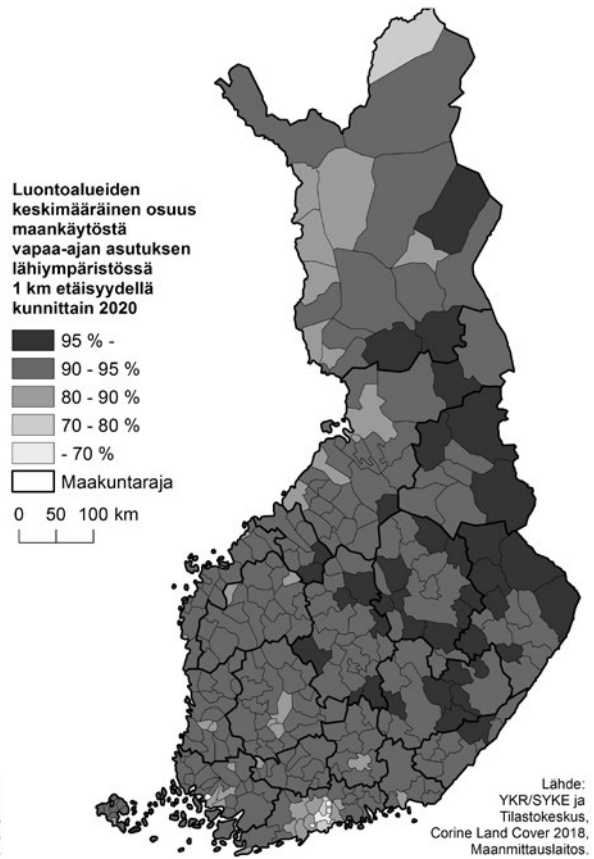 Luontoalueiden
keskimääräinen osuus
maankäytöstä
vapaa-ajan asutuksen
lähiympäristössä
1 km etäisyydellä
kunnittain 2020
95 % -
90 - 95 %
80 - 90 %
70 - 80 %
- 70 %
Maakuntaraja
0 50 100 km
Lähde:
YKR/SYKE ja
Tilastokeskus,
Corine Land Cover 2018,
Maanmittauslaitos.